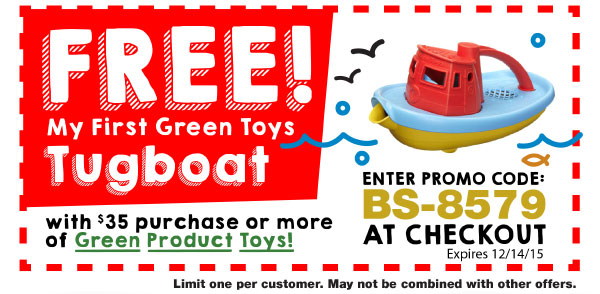 FREE!
My First Green Toys
Tugboat
with $35 purchase or more
of Green Product Toys!
ENTER PROMO CODE:
BS-8579
AT CHECKOUT
Expires 12/14/15
Limit one per customer. May not be combined with other offers.